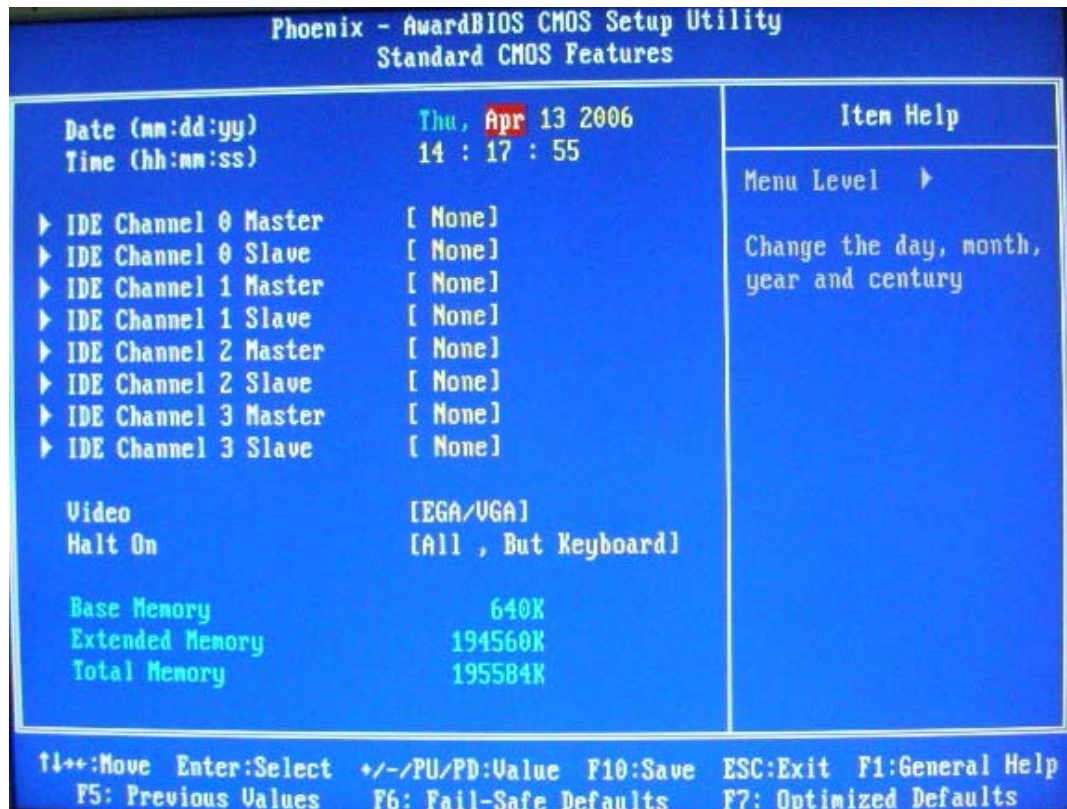 Phoenix - AwardBIOS CMOS Setup Utility
Standard CMOS Features
Date (mm:dd:yy) Thu, Apr 13 2006
Time (hh:mm:ss) 14 : 17 : 55
IDE Channel 0 Master [ None]
IDE Channel 0 Slave [ None]
IDE Channel 1 Master [ None]
IDE Channel 1 Slave [ None]
IDE Channel 2 Master [ None]
IDE Channel 2 Slave [ None]
IDE Channel 3 Master [ None]
IDE Channel 3 Slave [ None]
Video [EGA/VGA]
Halt On [All , But Keyboard]
Base Memory 640K
Extended Memory 194560K
Total Memory 195584K
Item Help
Menu Level
Change the day, month,
year and century
↑↓→←:Move Enter:Select +/-/PU/PD:Value F10:Save ESC:Exit F1:General Help
F5: Previous Values F6: Fail-Safe Defaults F7: Optimized Defaults